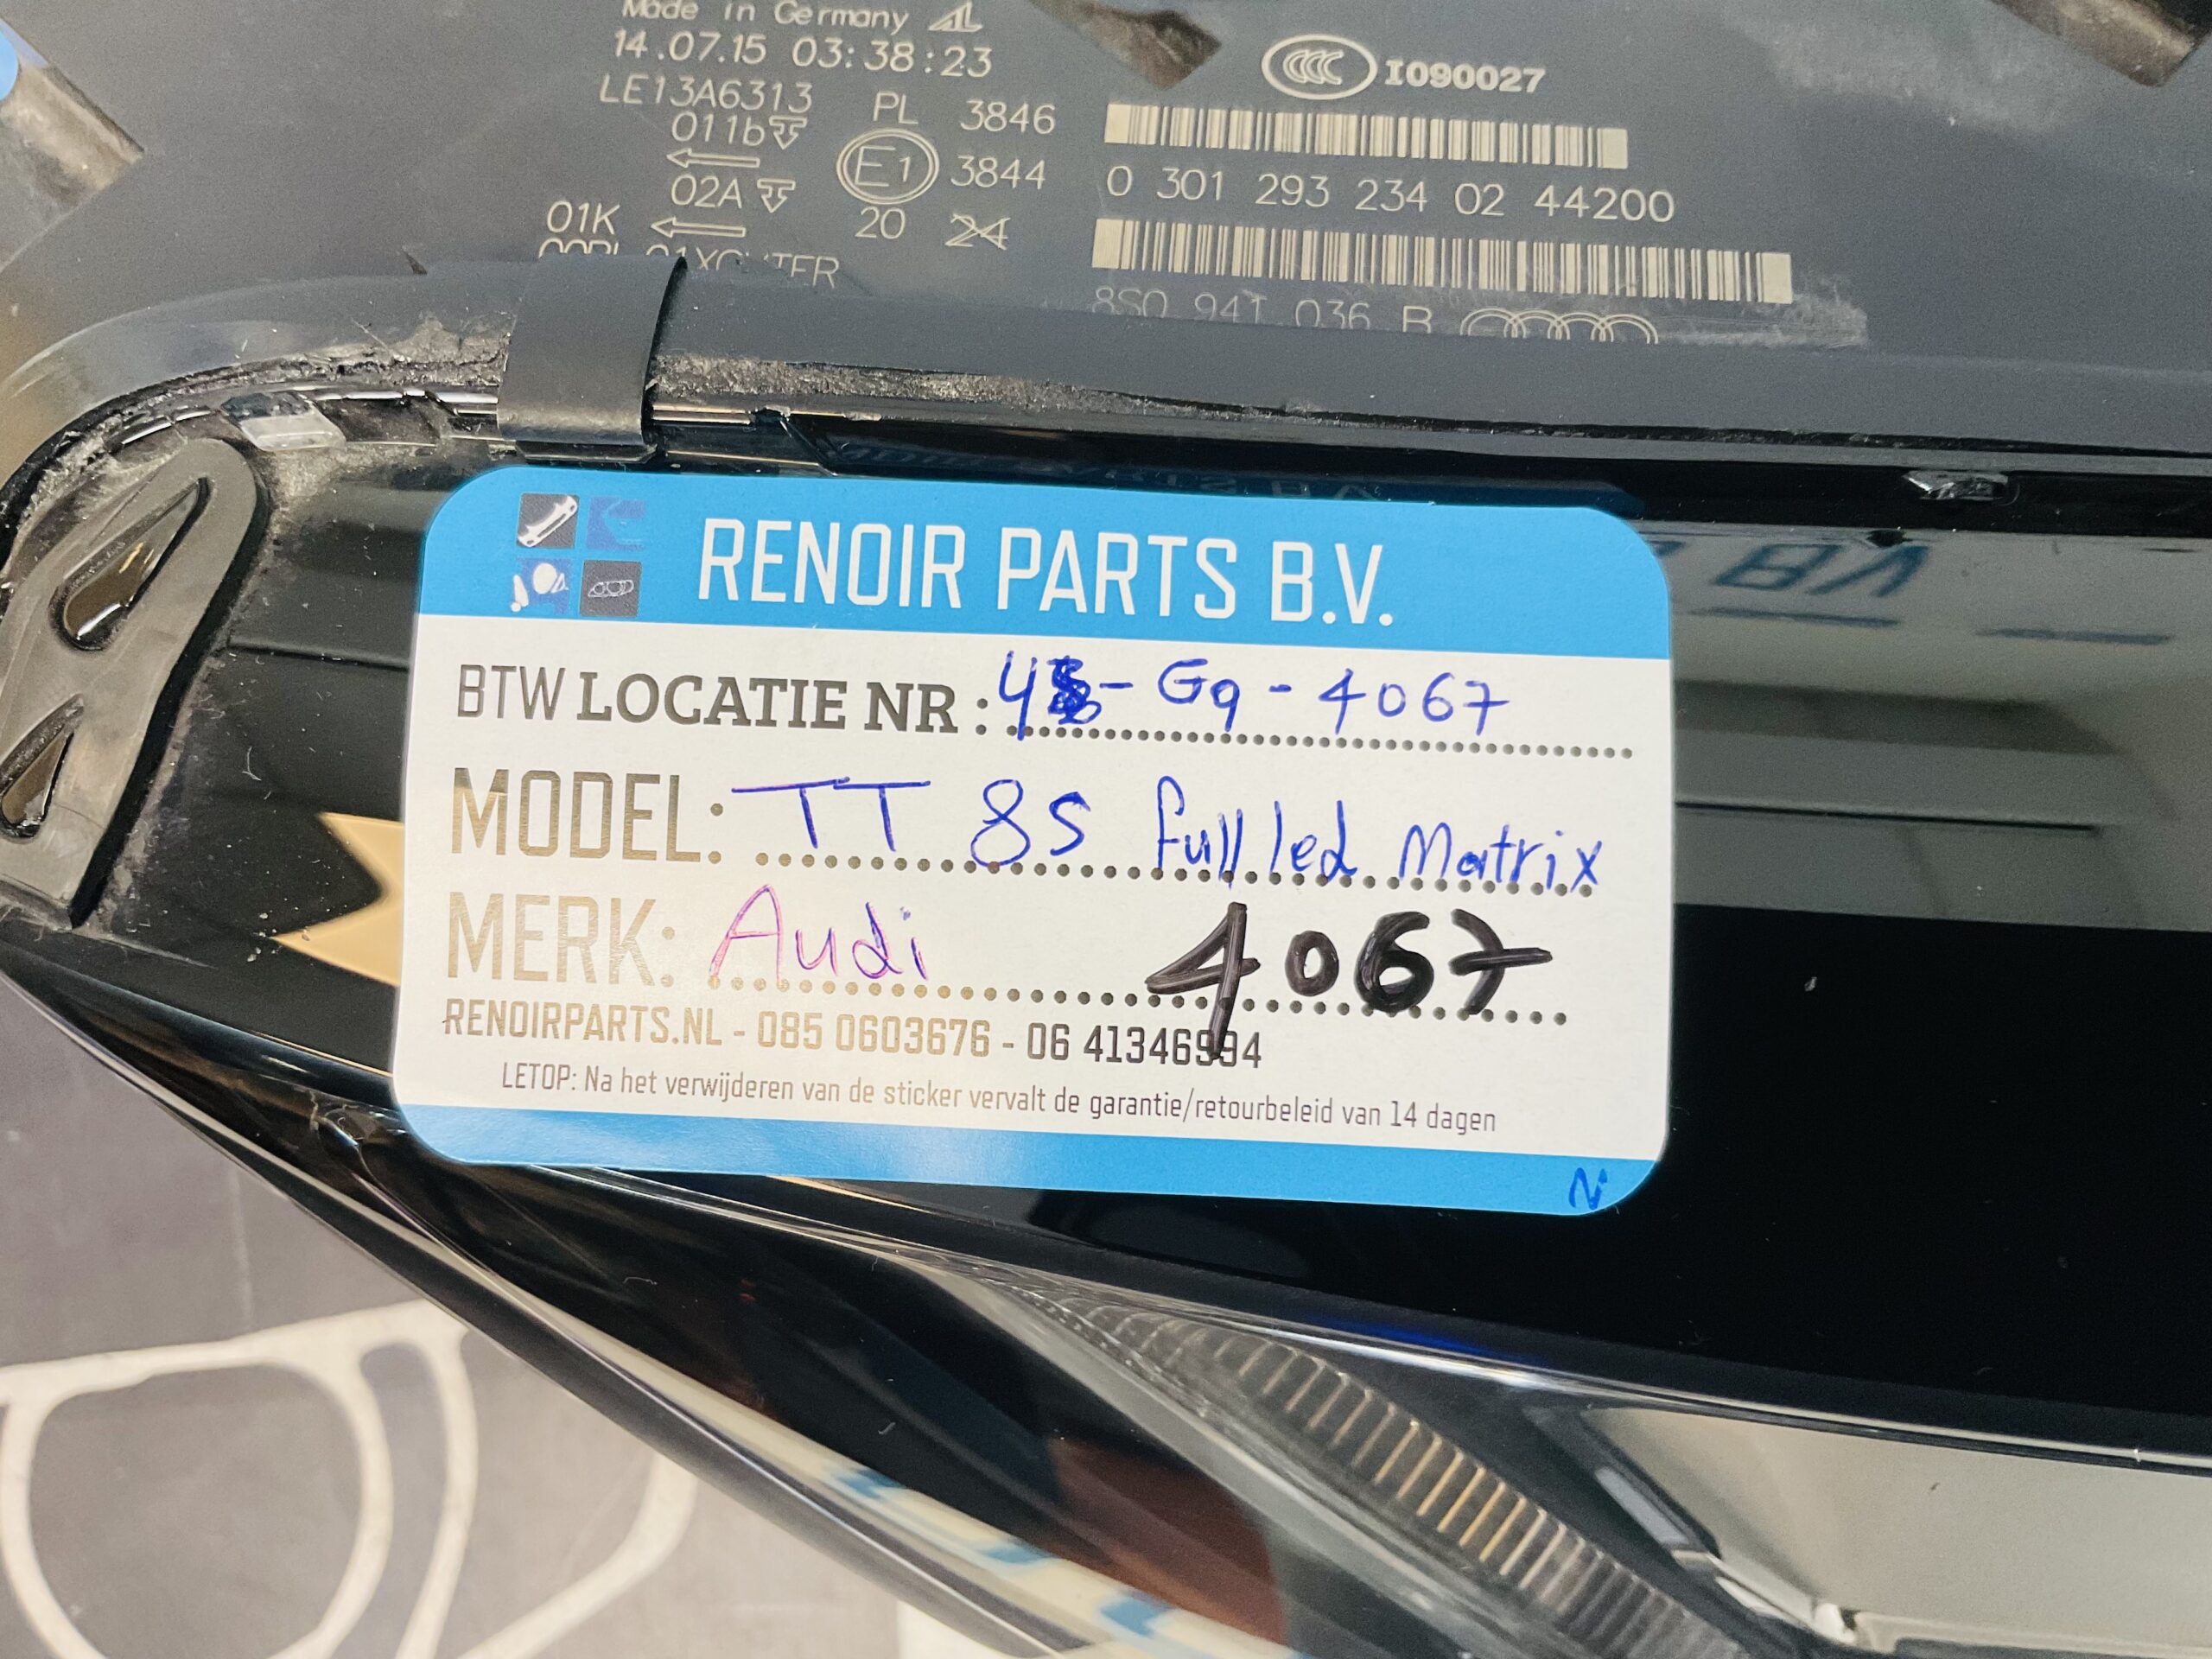 Made in Germany
14.07.15 03:38:23
LE13A6313
011b
02A
01K
PL 3846
E1 3844
20 24
CCC I090027
0 301 293 234 02 44200
8S0 941 036 B
RENOIR PARTS B.V.
BTW LOCATIE NR : - G9 - 4067
MODEL: TT 8S full led Matrix
MERK: Audi 4067
RENOIRPARTS.NL - 085 0603676 - 06 41346994
LETOP: Na het verwijderen van de sticker vervalt de garantie/retourbeleid van 14 dagen